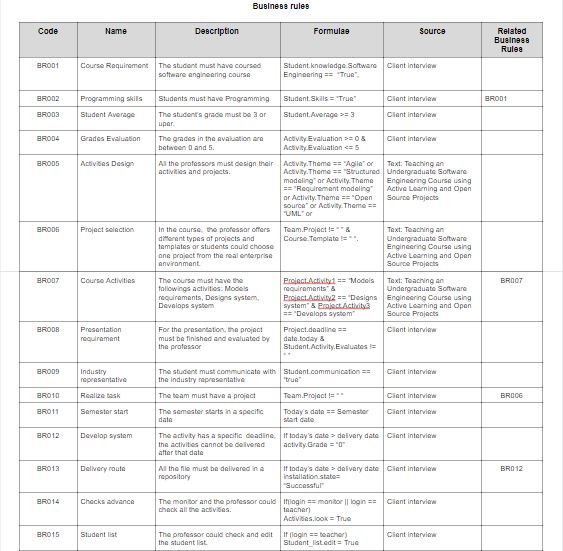 Business rules
Code Name Description Formulae Source Related
Business
Rules
BR001 Course Requirement The student must have coursed
software engineering course Student.knowledge.Software
Engineering == "True",
Client interview
BR002 Programming skills Students must have Programming Student.Skills = "True" Client interview BR001
BR003 Student Average The student's grade must be 3 or
uper, Student.Average >= 3 Client interview
BR004 Grades Evaluation The grades in the evaluation are
between 0 and 5. Activity.Evaluation >= 0 &
Activity.Evaluation <= 5
Client interview
BR005 Activities Design All the professors must design their
activities and projects.
Activity.Theme == "Agile" or
Activity.Theme == "Structured
modeling" or Activity.Theme
== "Requirement modeling"
or Activity.Theme == "Open
source" or Activity.Theme ==
"UML" or
Text: Teaching an
Undergraduate Software
Engineering Course using
Active Learning and Open
Source Projects
BR006 Project selection In the course, the professor offers
different types of projects and
templates or students could choose
one project from the real enterprise
environment.
Team.Project != " " &
Course.Template != " ",
Text: Teaching an
Undergraduate Software
Engineering Course using
Active Learning and Open
Source Projects
BR007 Course Activities The course must have the
followings activities: Models
requirements, Designs system,
Develops system
Project.Activity1 == "Models
requirements" &
Project.Activity2 == "Designs
system" & Project.Activity3
== "Develops system"
Text: Teaching an
Undergraduate Software
Engineering Course using
Active Learning and Open
Source Projects
BR007
BR008 Presentation
requirement
For the presentation, the project
must be finished and evaluated by
the professor
Project.deadline ==
date.today &
Student.Activity.Evaluates !=
" "
Client interview
BR009 Industry
representative
The student must communicate with
the industry representative
Student.communication ==
"true"
Client interview
BR010 Realize task The team must have a project Team.Project != " " Client interview BR006
BR011 Semester start The semester starts in a specific
date
Today's date == Semester
start date
Client interview
BR012 Develop system The activity has a specific deadline,
the activities cannot be delivered
after that date
If today's date > delivery date
activity.Grade = "0"
Client interview
BR013 Delivery route All the file must be delivered in a
repository
If today's date > delivery date
installation.state=
"Successful"
Client interview BR012
BR014 Checks advance The monitor and the professor could
check all the activities.
If(login == monitor || login ==
teacher)
Activities.look = True
Client interview
BR015 Student list The professor could check and edit
the student list.
If (login == teacher)
Student_list.edit = True
Client interview